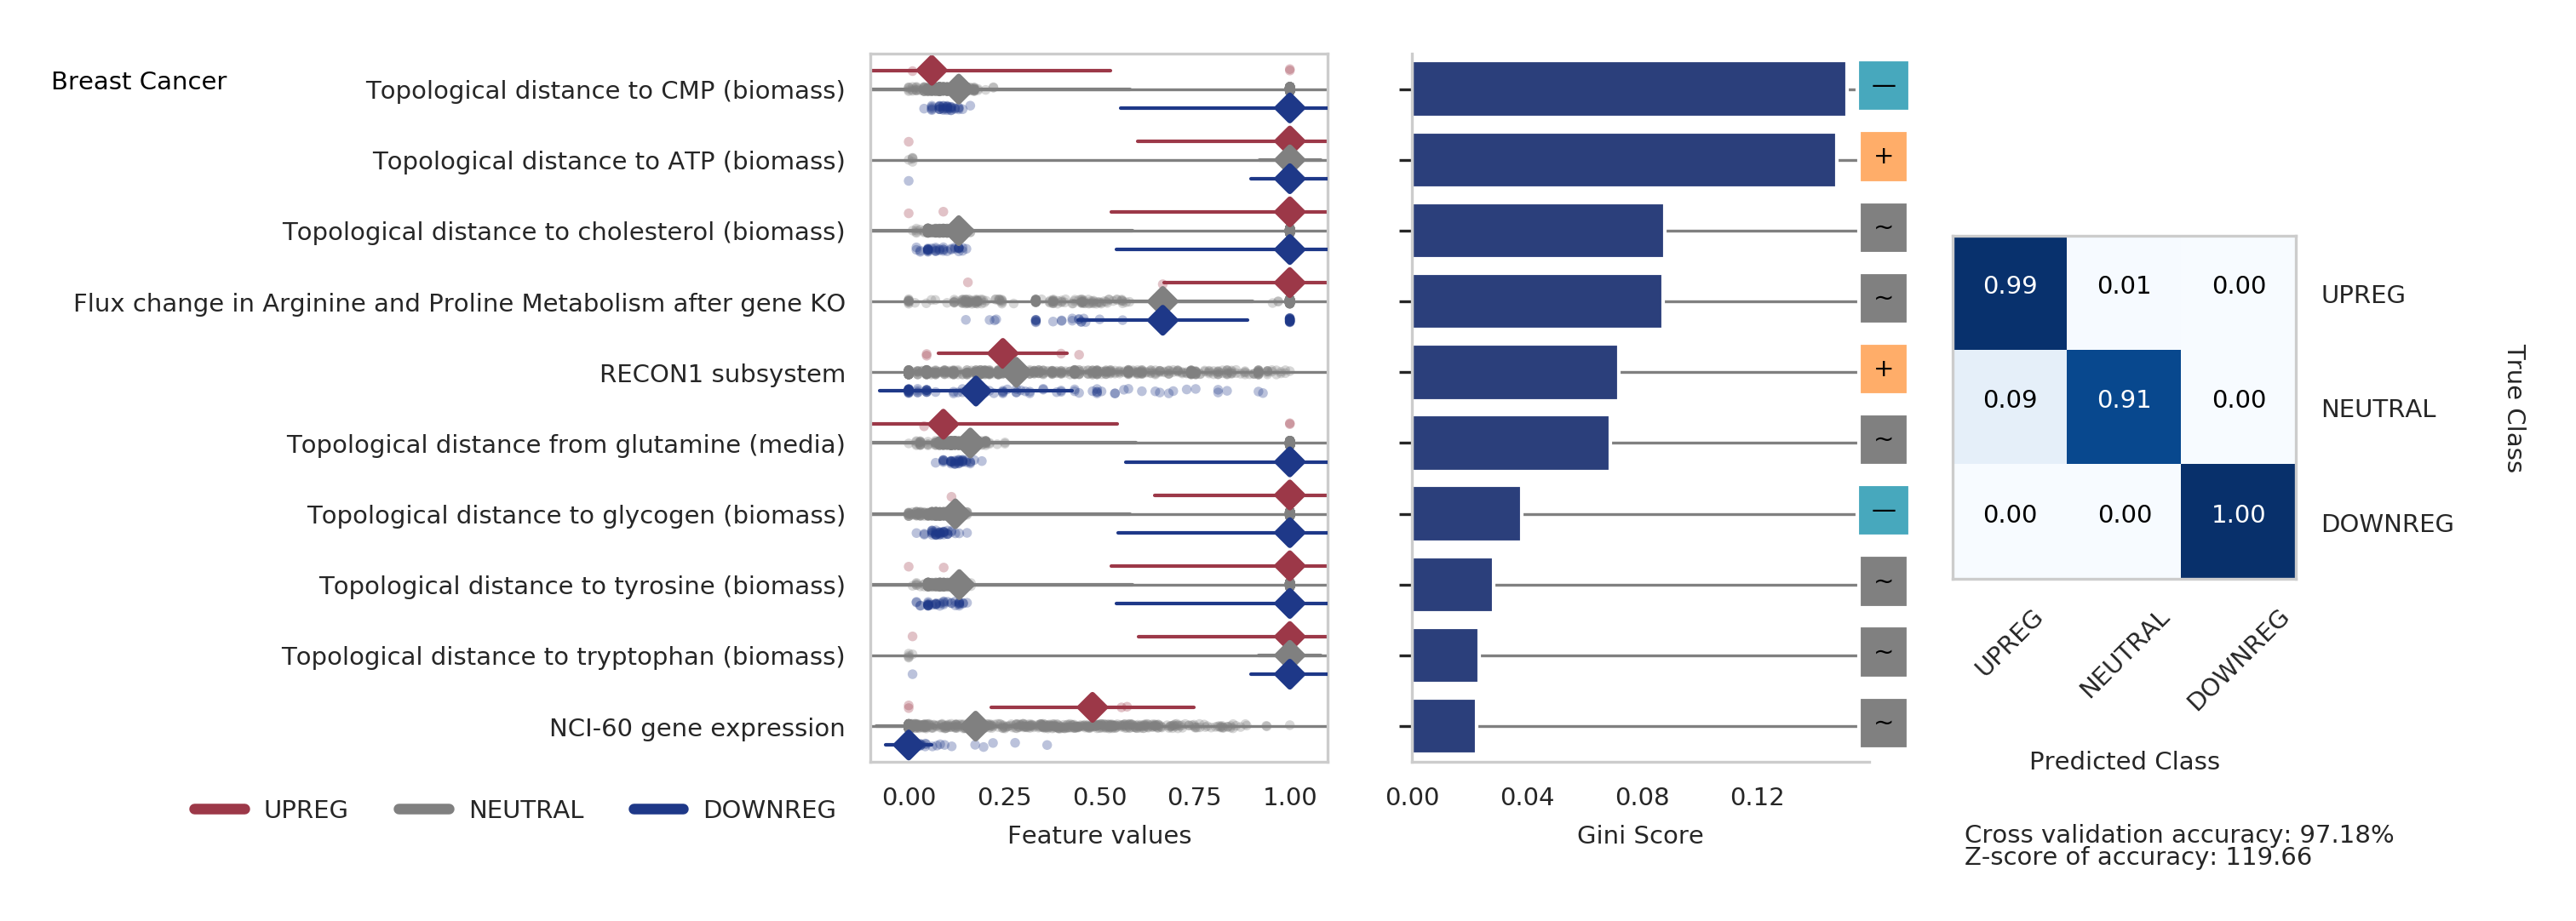 Breast Cancer
Topological distance to CMP (biomass)
—
Topological distance to ATP (biomass)
+
Topological distance to cholesterol (biomass)
~
Flux change in Arginine and Proline Metabolism after gene KO
~
RECON1 subsystem
+
Topological distance from glutamine (media)
~
Topological distance to glycogen (biomass)
—
Topological distance to tyrosine (biomass)
~
Topological distance to tryptophan (biomass)
~
NCI-60 gene expression
~
0.00 0.25 0.50 0.75 1.00
Feature values
UPREG NEUTRAL DOWNREG
0.00 0.04 0.08 0.12
Gini Score
0.99 0.01 0.00 UPREG
0.09 0.91 0.00 NEUTRAL
0.00 0.00 1.00 DOWNREG
True Class
UPREG NEUTRAL DOWNREG
Predicted Class
Cross validation accuracy: 97.18%
Z-score of accuracy: 119.66